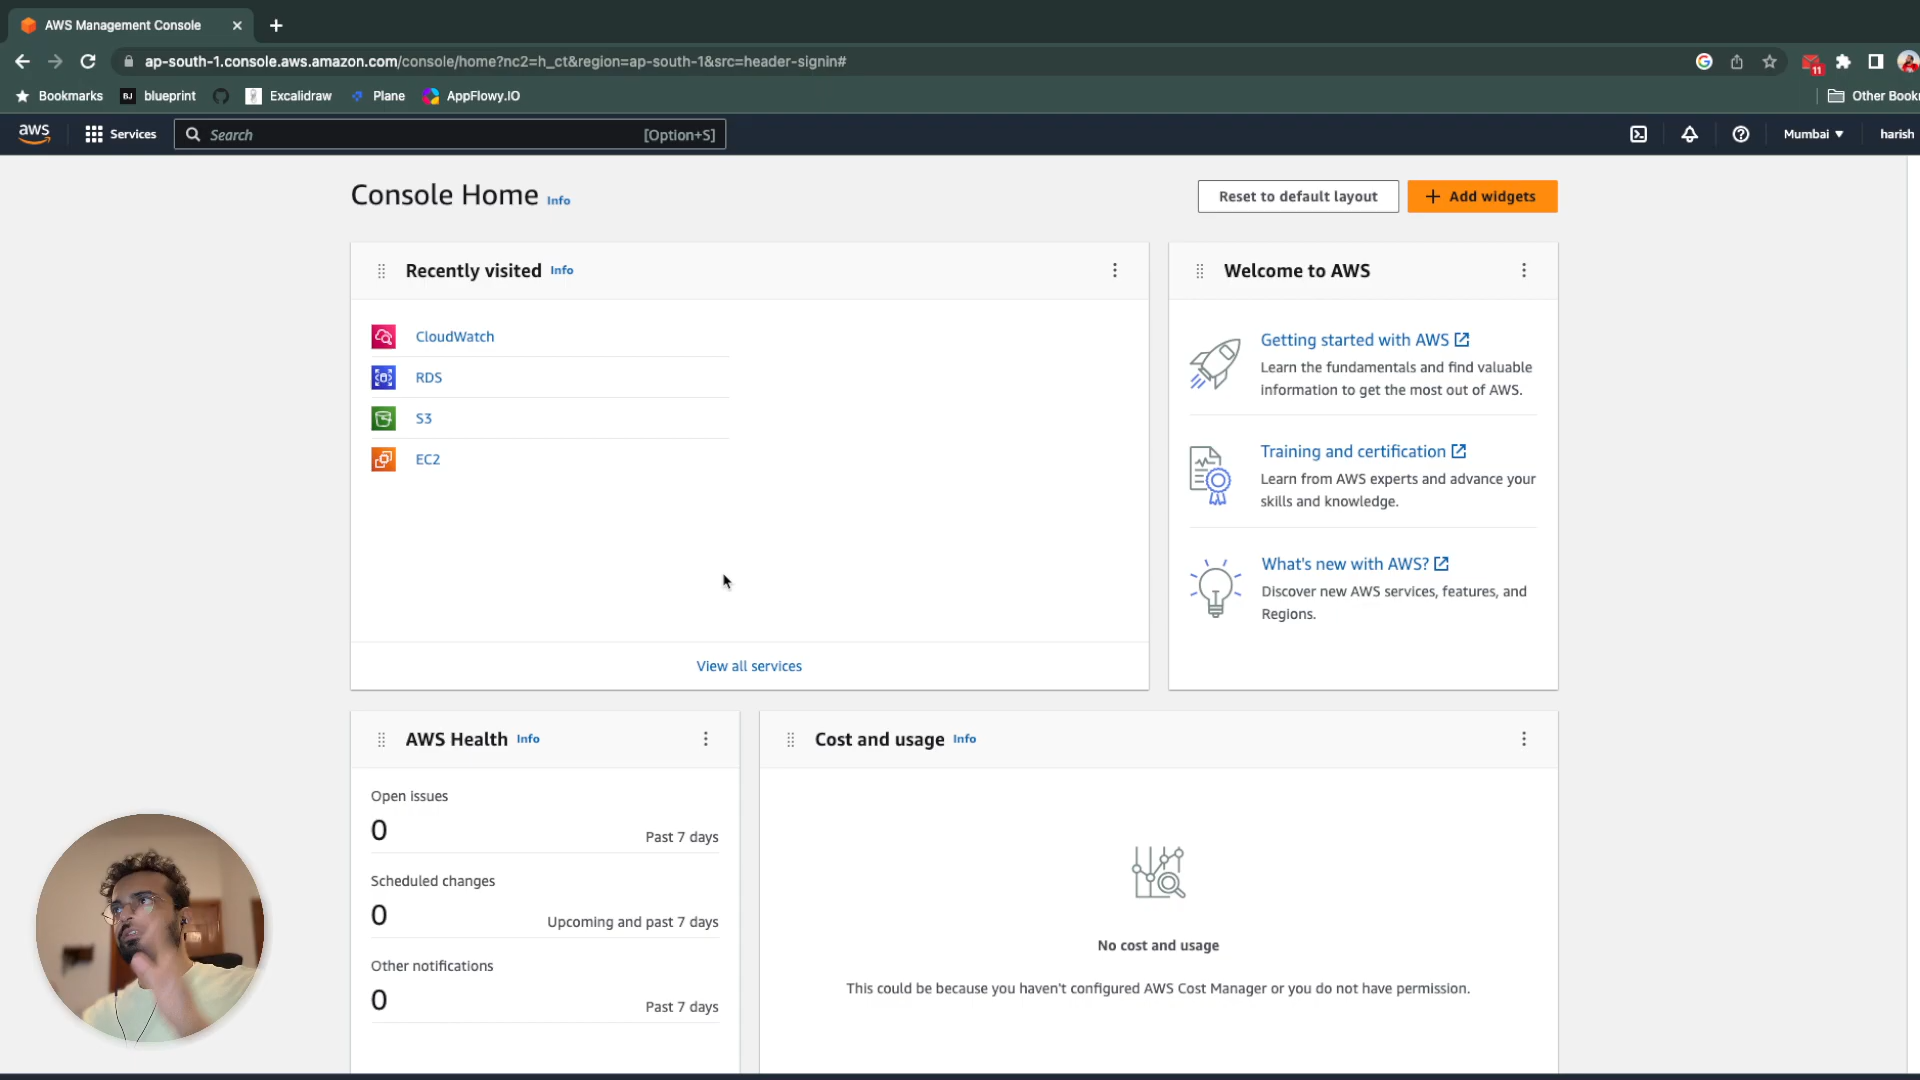 AWS Management Console
ap-south-1.console.aws.amazon.com/console/home?nc2=h_ct&region=ap-south-1&src=header-signin#
11
Bookmarks
BJ blueprint
Excalidraw
Plane
AppFlowy.IO
Other Book
aws
Services
Search
[Option+S]
Mumbai
harish
Console Home Info
Reset to default layout
Add widgets
Recently visited Info
CloudWatch
RDS
S3
EC2
View all services
Welcome to AWS
Getting started with AWS
Learn the fundamentals and find valuable
information to get the most out of AWS.
Training and certification
Learn from AWS experts and advance your
skills and knowledge.
What's new with AWS?
Discover new AWS services, features, and
Regions.
AWS Health Info
Open issues
0
Past 7 days
Scheduled changes
0
Upcoming and past 7 days
Other notifications
0
Past 7 days
Cost and usage Info
No cost and usage
This could be because you haven't configured AWS Cost Manager or you do not have permission.